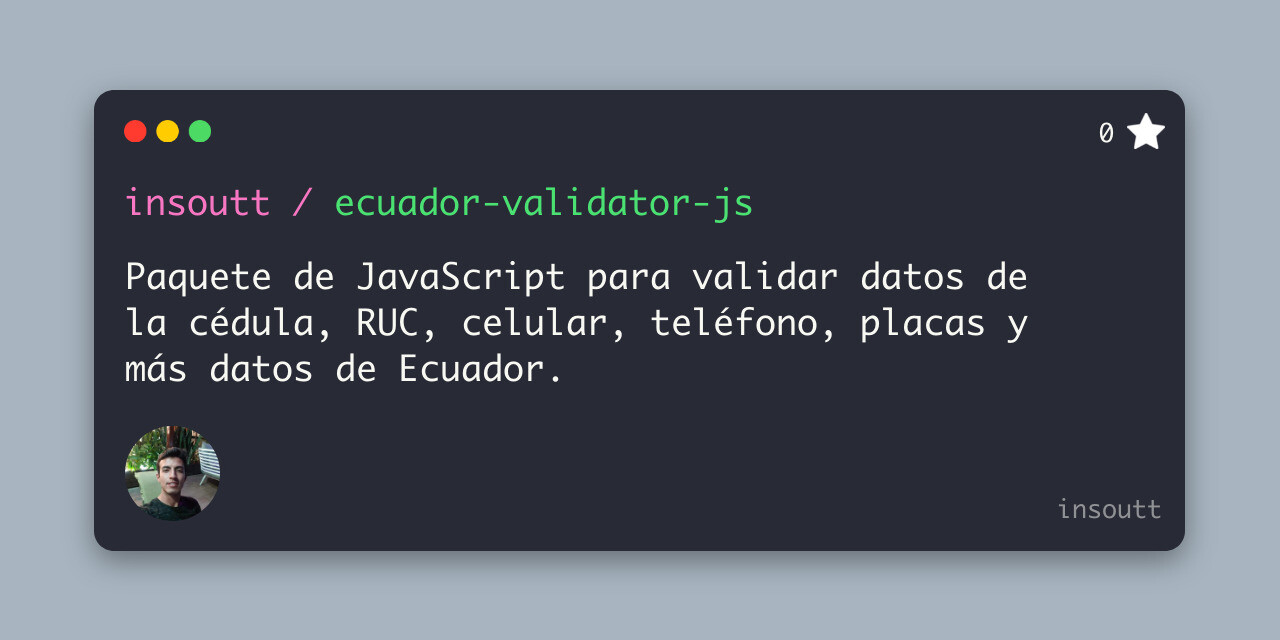 0
insoutt / ecuador-validator-js
Paquete de JavaScript para validar datos de
la cédula, RUC, celular, teléfono, placas y
más datos de Ecuador.
insoutt